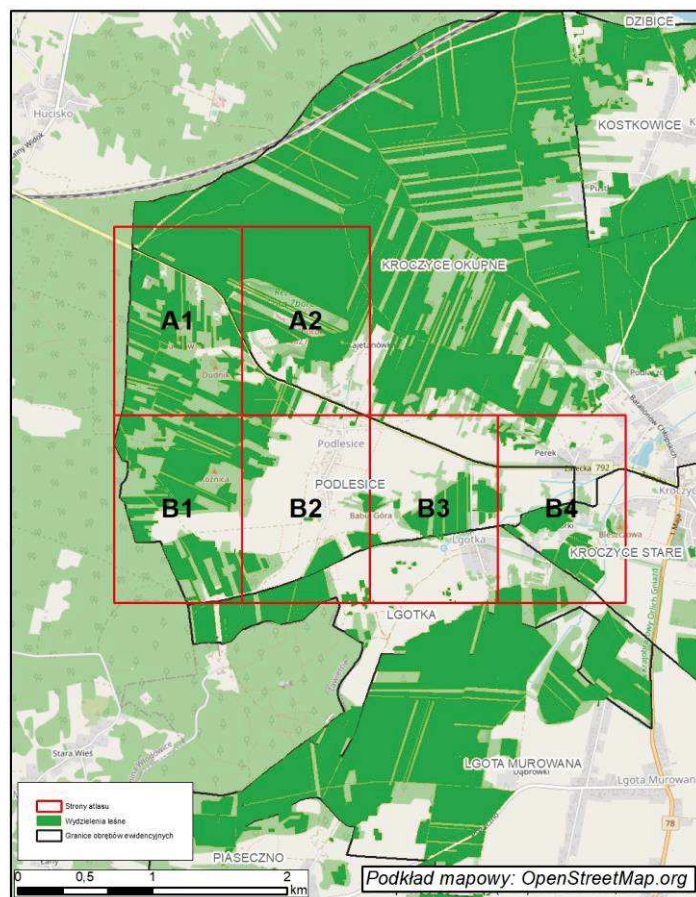 DZIBICE
Hucisko
KOSTKOWICE
KROCZYCE OKUPNE
A1
A2
Dudnik
Podlesice
Perek
792
PODLESICE
B1
B2
B3
B4
Babia Góra
Lgotka
KROCZYCE STARE
LGOTKA
Stara Wieś
LGOTA MUROWANA
Dąbrówki
Lgota Murowana
78
Strony atlasu
Wydzielenia leśne
Granice obrębów ewidencyjnych
PIASECZNO
0 0,5 1 2
km
Podkład mapowy: OpenStreetMap.org